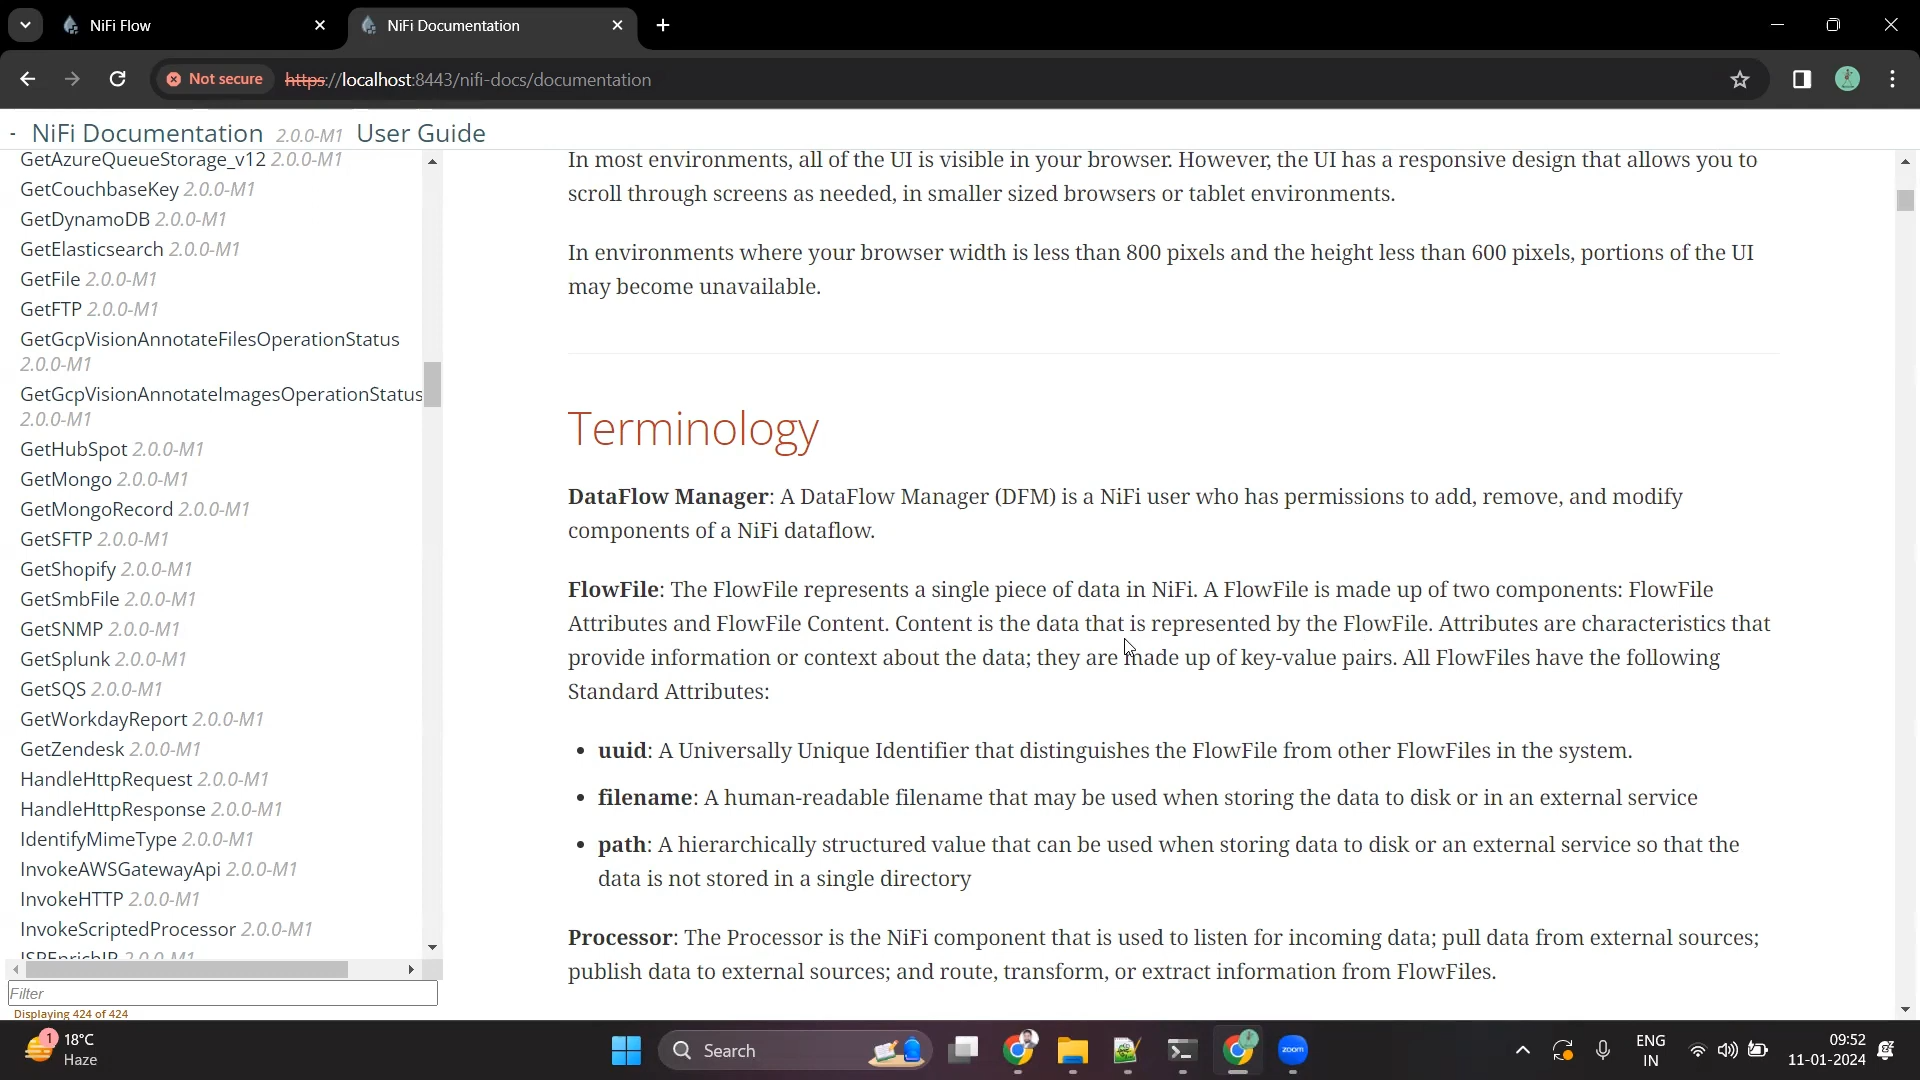 NiFi Flow
NiFi Documentation
Not secure
https://localhost:8443/nifi-docs/documentation
- NiFi Documentation 2.0.0-M1 User Guide
GetAzureQueueStorage_v12 2.0.0-M1
GetCouchbaseKey 2.0.0-M1
GetDynamoDB 2.0.0-M1
GetElasticsearch 2.0.0-M1
GetFile 2.0.0-M1
GetFTP 2.0.0-M1
GetGcpVisionAnnotateFilesOperationStatus
2.0.0-M1
GetGcpVisionAnnotateImagesOperationStatus
2.0.0-M1
GetHubSpot 2.0.0-M1
GetMongo 2.0.0-M1
GetMongoRecord 2.0.0-M1
GetSFTP 2.0.0-M1
GetShopify 2.0.0-M1
GetSmbFile 2.0.0-M1
GetSNMP 2.0.0-M1
GetSplunk 2.0.0-M1
GetSQS 2.0.0-M1
GetWorkdayReport 2.0.0-M1
GetZendesk 2.0.0-M1
HandleHttpRequest 2.0.0-M1
HandleHttpResponse 2.0.0-M1
IdentifyMimeType 2.0.0-M1
InvokeAWSGatewayApi 2.0.0-M1
InvokeHTTP 2.0.0-M1
InvokeScriptedProcessor 2.0.0-M1
ISPEnrichIP 2.0.0-M1
Filter
Displaying 424 of 424
In most environments, all of the UI is visible in your browser. However, the UI has a responsive design that allows you to
scroll through screens as needed, in smaller sized browsers or tablet environments.
In environments where your browser width is less than 800 pixels and the height less than 600 pixels, portions of the UI
may become unavailable.
Terminology
DataFlow Manager: A DataFlow Manager (DFM) is a NiFi user who has permissions to add, remove, and modify
components of a NiFi dataflow.
FlowFile: The FlowFile represents a single piece of data in NiFi. A FlowFile is made up of two components: FlowFile
Attributes and FlowFile Content. Content is the data that is represented by the FlowFile. Attributes are characteristics that
provide information or context about the data; they are made up of key-value pairs. All FlowFiles have the following
Standard Attributes:
• uuid: A Universally Unique Identifier that distinguishes the FlowFile from other FlowFiles in the system.
• filename: A human-readable filename that may be used when storing the data to disk or in an external service
• path: A hierarchically structured value that can be used when storing data to disk or an external service so that the
data is not stored in a single directory
Processor: The Processor is the NiFi component that is used to listen for incoming data; pull data from external sources;
publish data to external sources; and route, transform, or extract information from FlowFiles.
1
18°C
Haze
Search
zoom
ENG
IN
09:52
11-01-2024